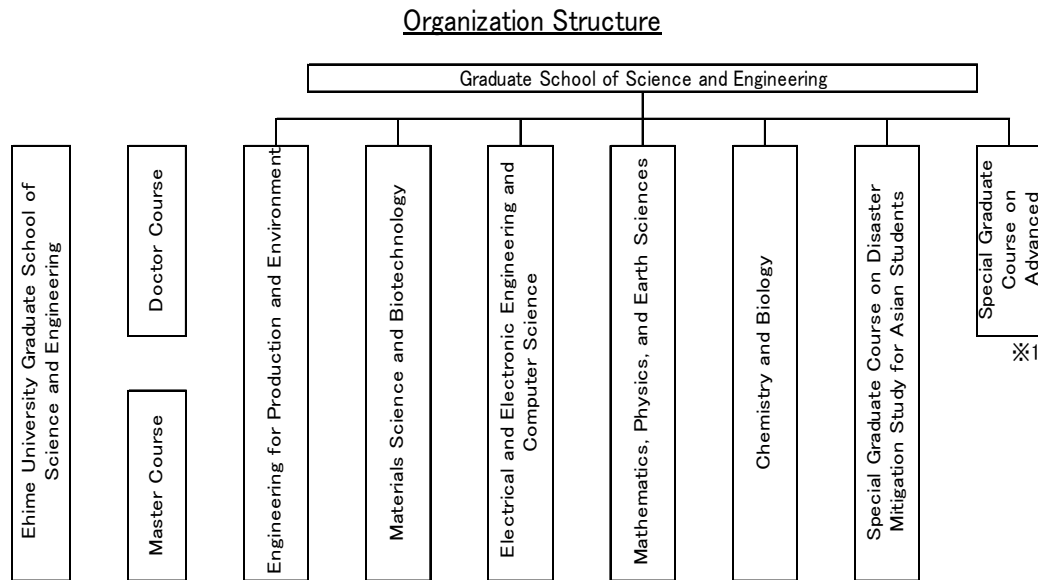 Organization Structure
Graduate School of Science and Engineering
Ehime University Graduate School of
Science and Engineering
Doctor Course
Master Course
Engineering for Production and Environment
Materials Science and Biotechnology
Electrical and Electronic Engineering and
Computer Science
Mathematics, Physics, and Earth Sciences
Chemistry and Biology
Special Graduate Course on Disaster
Mitigation Study for Asian Students
Special Graduate
Course on
Advanced
※1